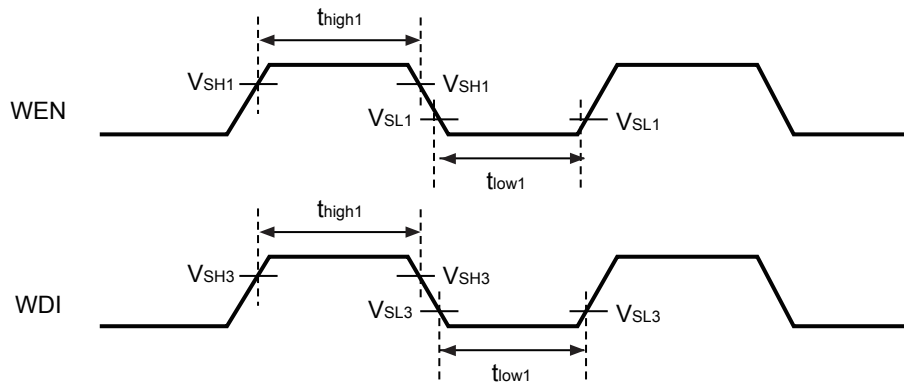 thigh1
VSH1 VSH1
WEN
VSL1 VSL1
tlow1
thigh1
VSH3 VSH3
WDI
VSL3 VSL3
tlow1